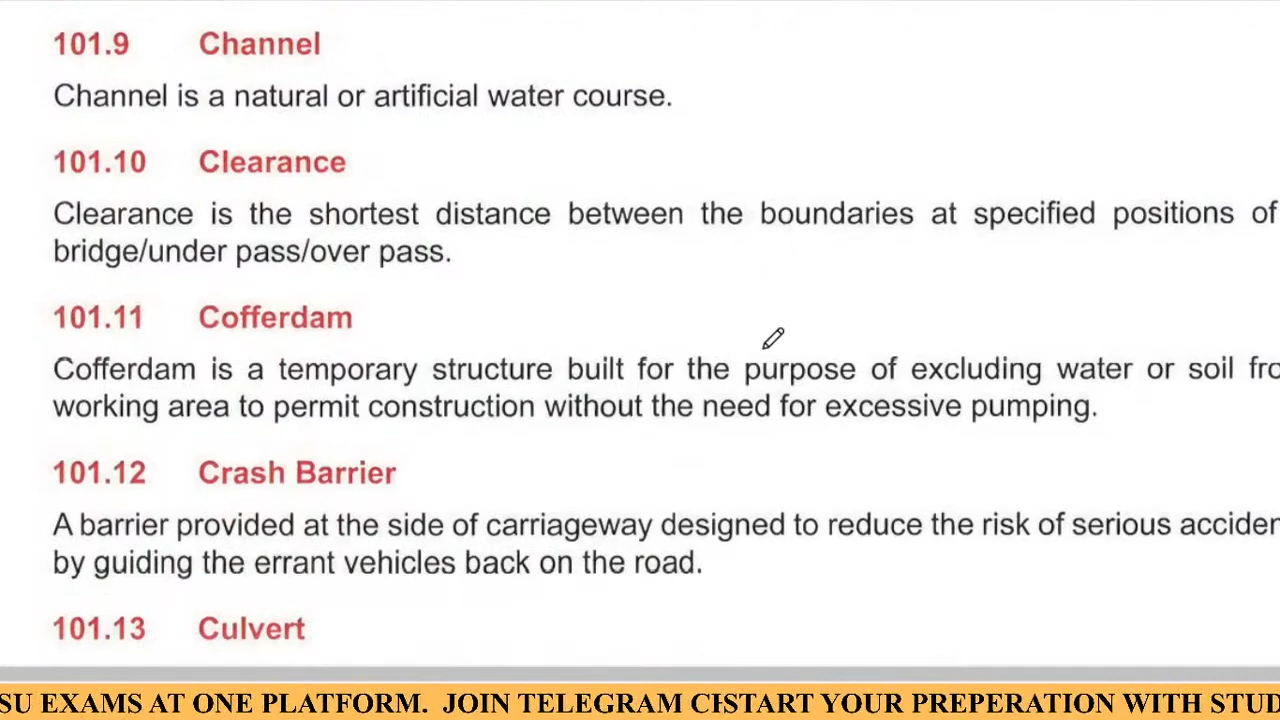 101.9 Channel
Channel is a natural or artificial water course.
101.10 Clearance
Clearance is the shortest distance between the boundaries at specified positions of
bridge/under pass/over pass.
101.11 Cofferdam
Cofferdam is a temporary structure built for the purpose of excluding water or soil
working area to permit construction without the need for excessive pumping.
101.12 Crash Barrier
A barrier provided at the side of carriageway designed to reduce the risk of serious
by guiding the errant vehicles back on the road.
101.13 Culvert
SU EXAMS AT ONE PLATFORM. JOIN TELEGRAM START YOUR PREPERATION WITH